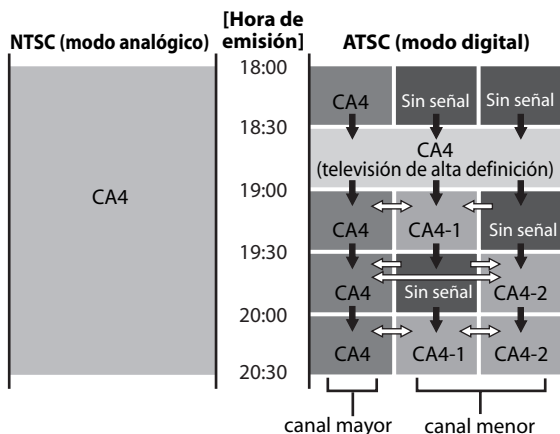 [Hora de
emisión]
NTSC (modo analógico)
ATSC (modo digital)
18:00
CA4
Sin señal
Sin señal
18:30
CA4
(televisión de alta definición)
CA4
19:00
CA4
CA4-1
Sin señal
19:30
CA4
Sin señal
CA4-2
20:00
CA4
CA4-1
CA4-2
20:30
canal mayor
canal menor